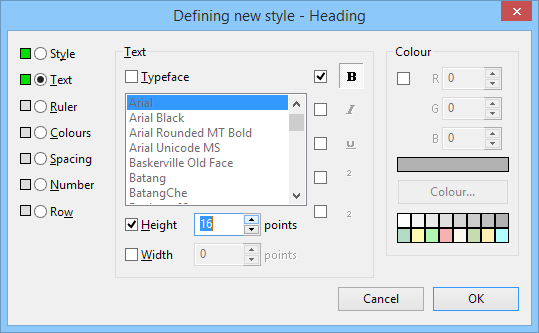 Defining new style - Heading
Style
Text
Ruler
Colours
Spacing
Number
Row
Text
Typeface
Arial
Arial Black
Arial Rounded MT Bold
Arial Unicode MS
Baskerville Old Face
Batang
BatangChe
Height 16 points
Width 0 points
B
I
U
2
2
Colour
R 0
G 0
B 0
Colour...
Cancel
OK